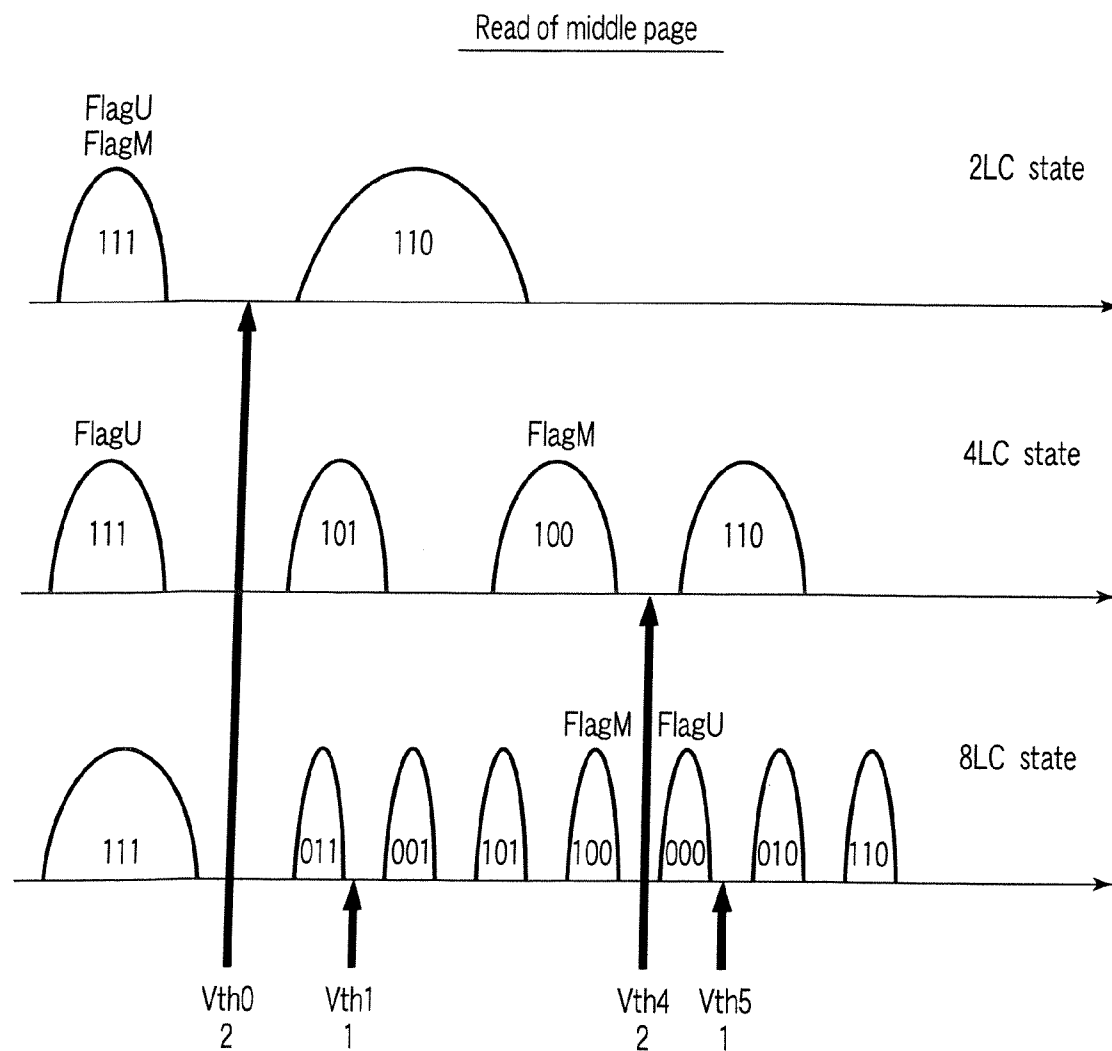 Read of middle page
FlagU
FlagM
2LC state
111
110
FlagU
FlagM
4LC state
111
101
100
110
FlagM
FlagU
8LC state
111
011
001
101
100
000
010
110
Vth0
Vth1
Vth4
Vth5
2
1
2
1